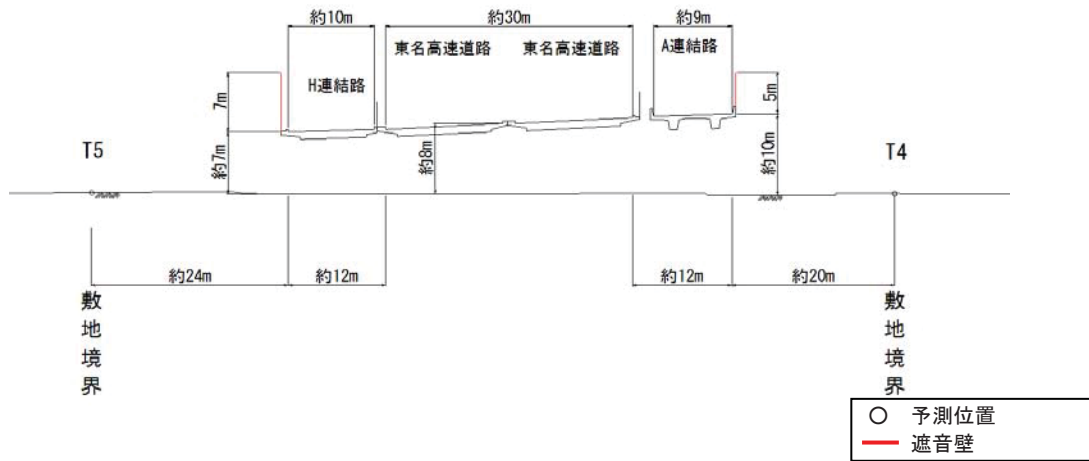 約10m
約30m
約9m
東名高速道路
東名高速道路
A連結路
H連結路
7m
5m
約7m
約8m
約10m
T5
T4
約24m
約12m
約12m
約20m
敷地境界
敷地境界
予測位置
遮音壁